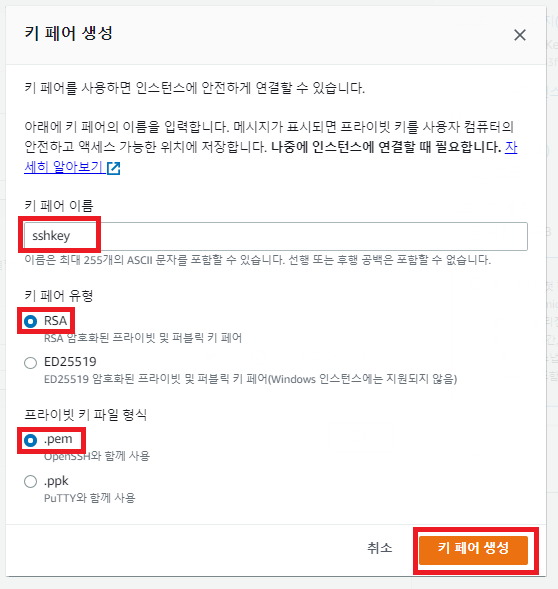 키 페어 생성
키 페어를 사용하면 인스턴스에 안전하게 연결할 수 있습니다.
아래에 키 페어의 이름을 입력합니다. 메시지가 표시되면 프라이빗 키를 사용자 컴퓨터의
안전하고 액세스 가능한 위치에 저장합니다. 나중에 인스턴스에 연결할 때 필요합니다. 자
세히 알아보기
키 페어 이름
sshkey
이름은 최대 255개의 ASCII 문자를 포함할 수 있습니다. 선행 또는 후행 공백은 포함할 수 없습니다.
키 페어 유형
RSA
RSA 암호화된 프라이빗 및 퍼블릭 키 페어
ED25519
ED25519 암호화된 프라이빗 및 퍼블릭 키 페어(Windows 인스턴스에는 지원되지 않음)
프라이빗 키 파일 형식
.pem
OpenSSH와 함께 사용
.ppk
PuTTY와 함께 사용
취소
키 페어 생성